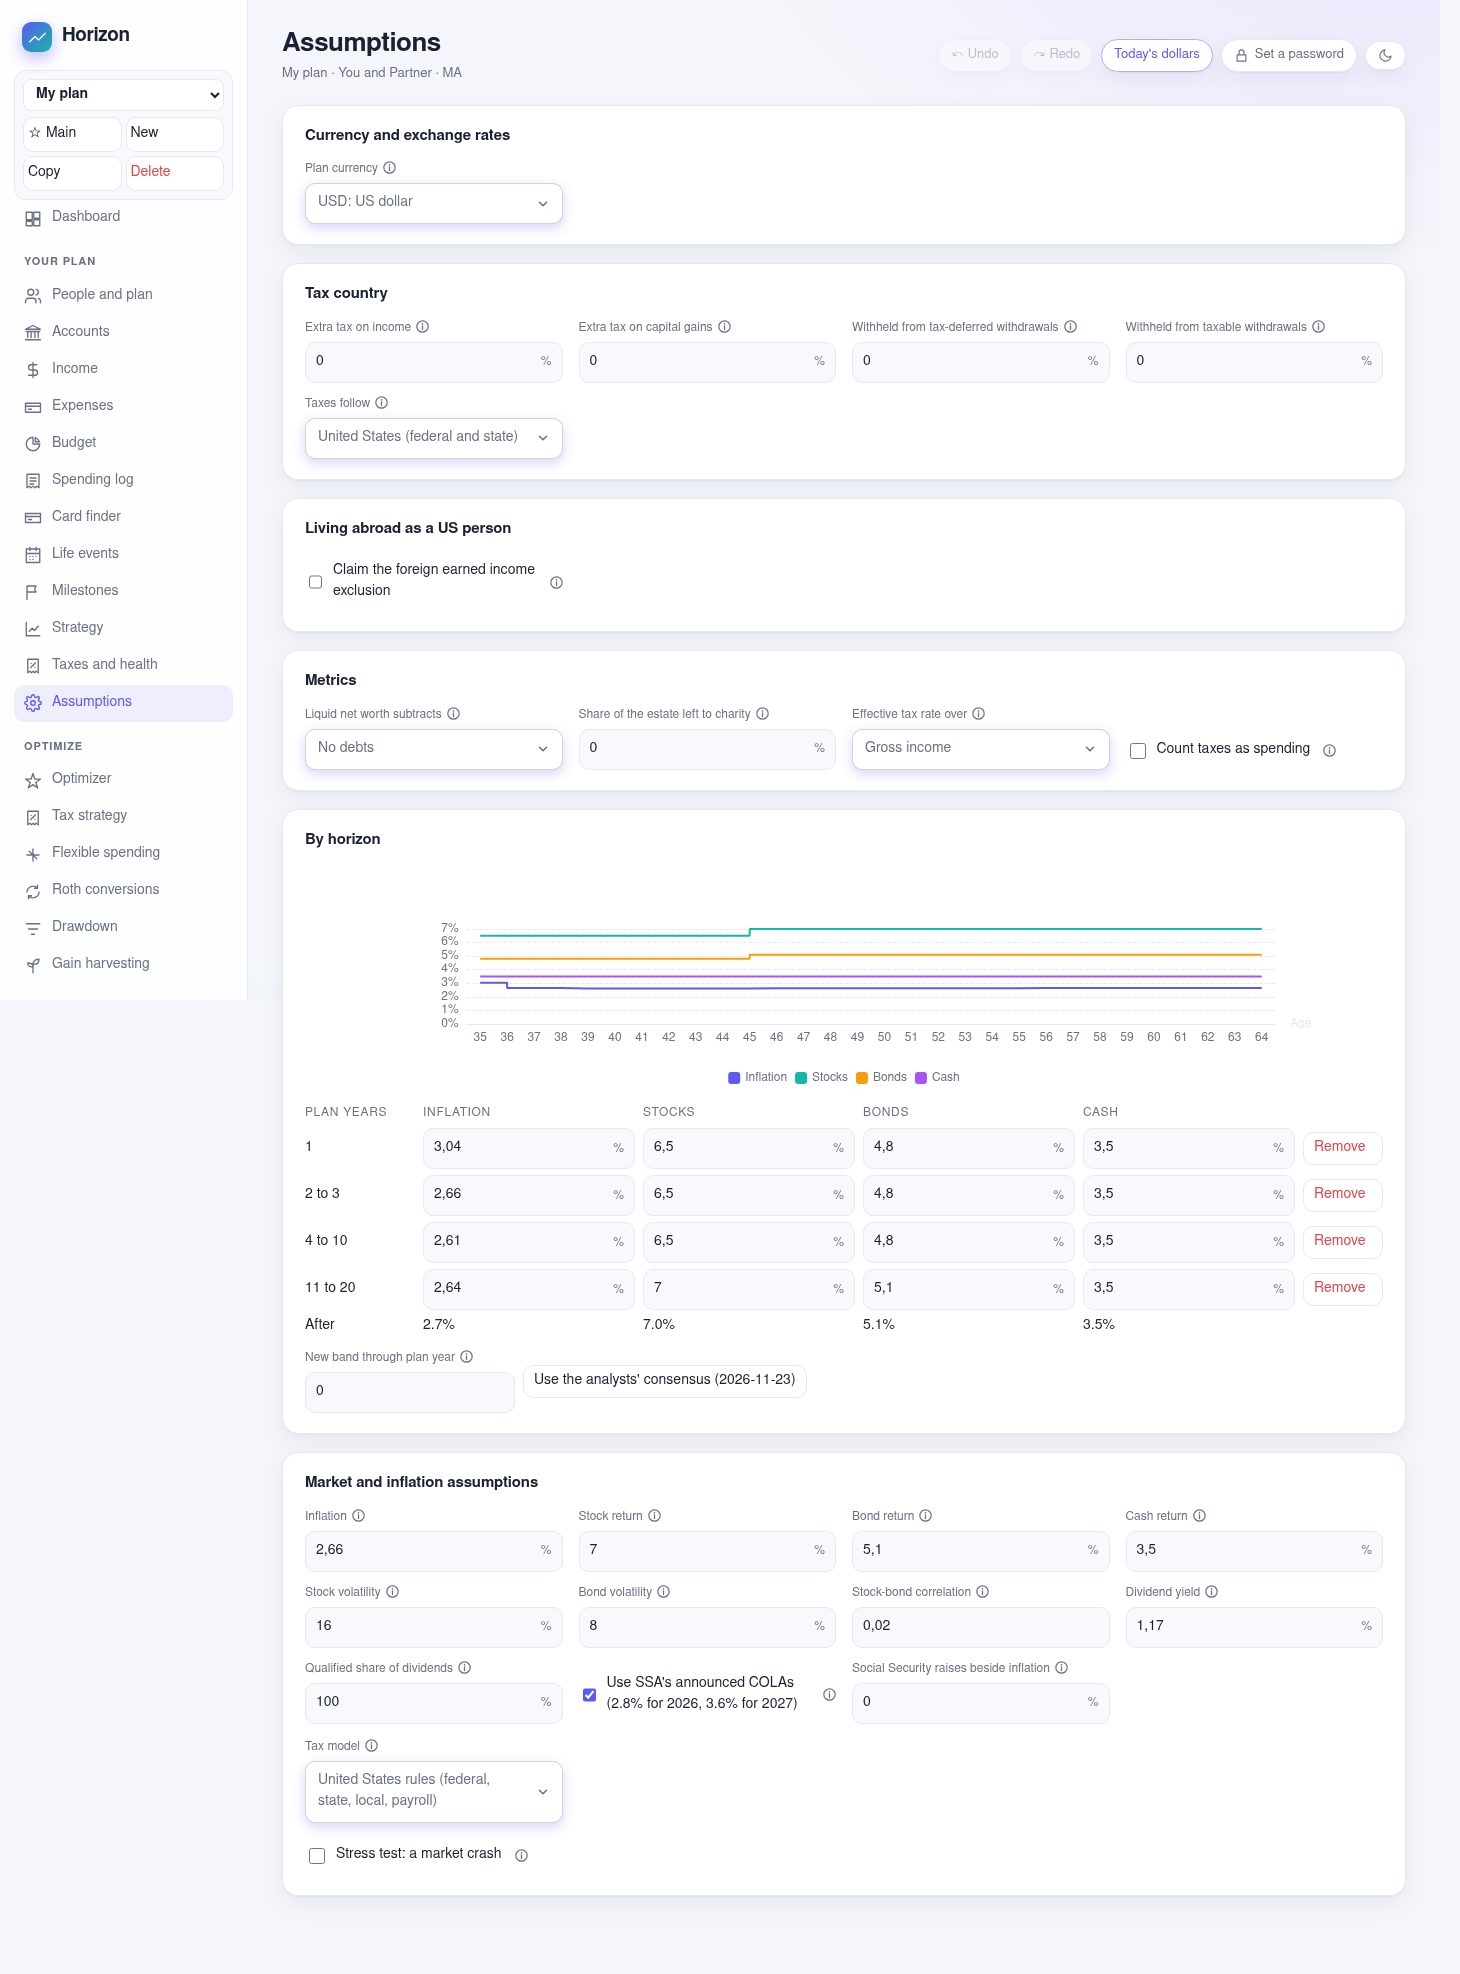 Horizon
My plan
☆ Main
New
Copy
Delete
Dashboard
YOUR PLAN
People and plan
Accounts
Income
Expenses
Budget
Spending log
Card finder
Life events
Milestones
Strategy
Taxes and health
Assumptions
OPTIMIZE
Optimizer
Tax strategy
Flexible spending
Roth conversions
Drawdown
Gain harvesting
Assumptions
My plan · You and Partner · MA
Undo
Redo
Today's dollars
Set a password
Currency and exchange rates
Plan currency
USD: US dollar
Tax country
Extra tax on income
Extra tax on capital gains
Withheld from tax-deferred withdrawals
Withheld from taxable withdrawals
0 %
0 %
0 %
0 %
Taxes follow
United States (federal and state)
Living abroad as a US person
Claim the foreign earned income
exclusion
Metrics
Liquid net worth subtracts
Share of the estate left to charity
Effective tax rate over
No debts
0 %
Gross income
Count taxes as spending
By horizon
7%
6%
5%
4%
3%
2%
1%
0%
35 36 37 38 39 40 41 42 43 44 45 46 47 48 49 50 51 52 53 54 55 56 57 58 59 60 61 62 63 64
Age
Inflation Stocks Bonds Cash
PLAN YEARS INFLATION STOCKS BONDS CASH
1 3,04 % 6,5 % 4,8 % 3,5 % Remove
2 to 3 2,66 % 6,5 % 4,8 % 3,5 % Remove
4 to 10 2,61 % 6,5 % 4,8 % 3,5 % Remove
11 to 20 2,64 % 7 % 5,1 % 3,5 % Remove
After 2.7% 7.0% 5.1% 3.5%
New band through plan year
0
Use the analysts' consensus (2026-11-23)
Market and inflation assumptions
Inflation
Stock return
Bond return
Cash return
2,66 %
7 %
5,1 %
3,5 %
Stock volatility
Bond volatility
Stock-bond correlation
Dividend yield
16 %
8 %
0,02
1,17 %
Qualified share of dividends
100 %
Use SSA's announced COLAs
(2.8% for 2026, 3.6% for 2027)
Social Security raises beside inflation
0 %
Tax model
United States rules (federal,
state, local, payroll)
Stress test: a market crash